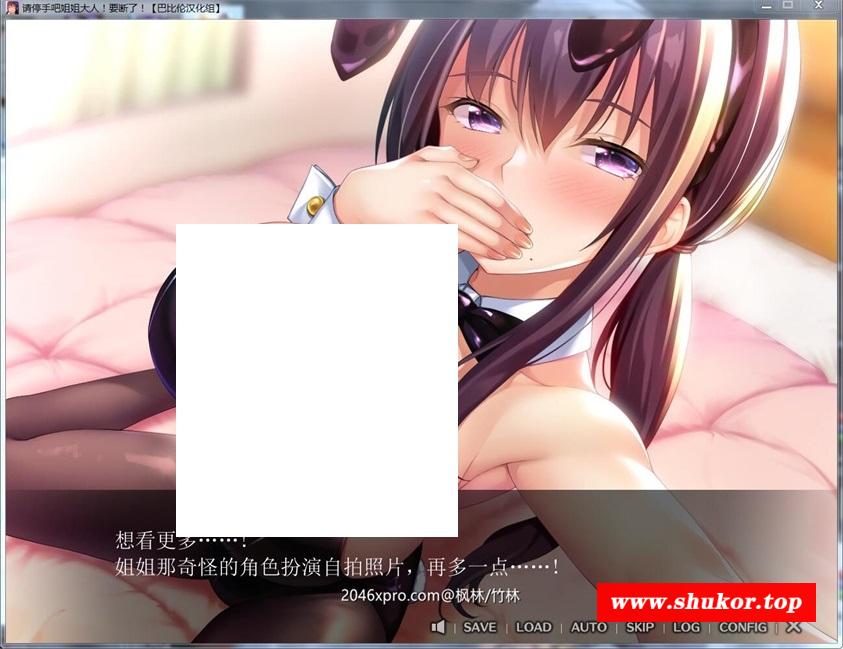 请停手吧姐姐大人！要断了！【巴比伦汉化组】
想看更多……！
姐姐那奇怪的角色扮演自拍照片，再多一点……！
2046xpro.com@枫林/竹林
www.shukor.top
SAVE | LOAD | AUTO | SKIP | LOG | CONFIG |